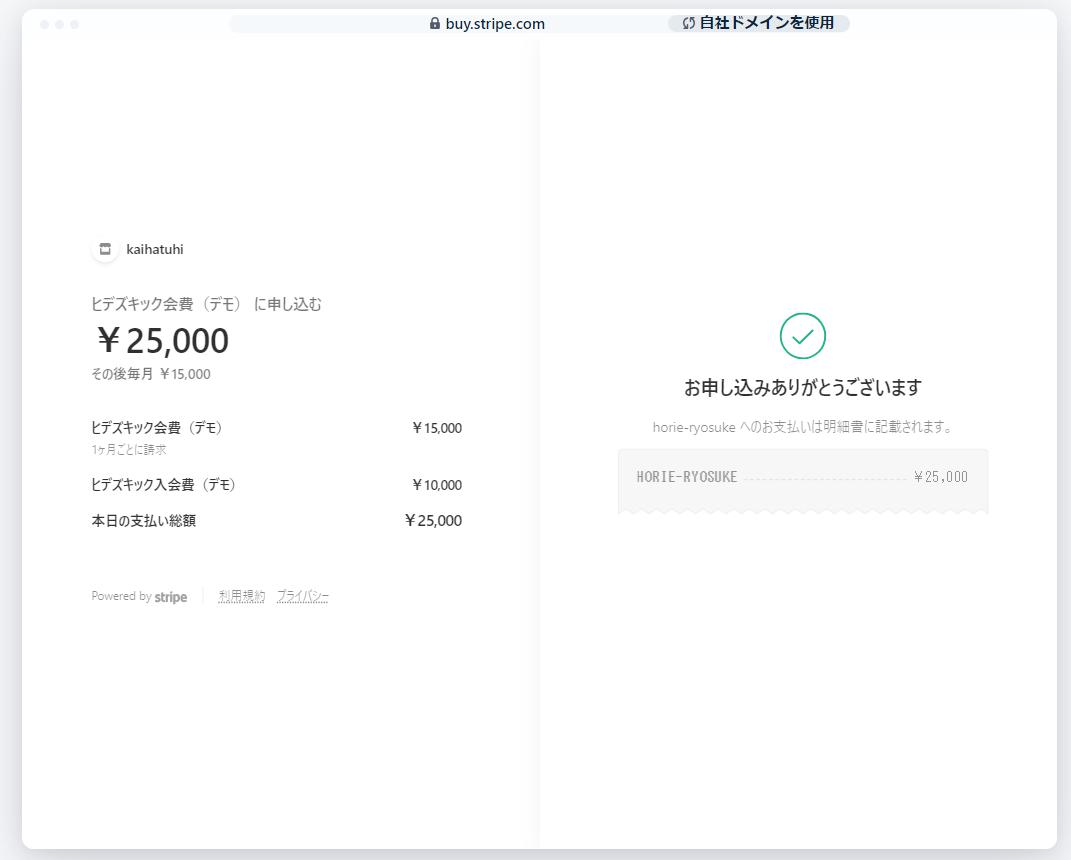 buy.stripe.com
自社ドメインを使用
kaihatuhi
ヒデズキック会費（デモ） に申し込む
￥25,000
その後毎月 ￥15,000
ヒデズキック会費（デモ） ￥15,000
1ヶ月ごとに請求
ヒデズキック入会費（デモ） ￥10,000
本日の支払い総額 ￥25,000
Powered by stripe 利用規約 プライバシー
お申し込みありがとうございます
horie-ryosuke へのお支払いは明細書に記載されます。
HORIE-RYOSUKE ￥25,000